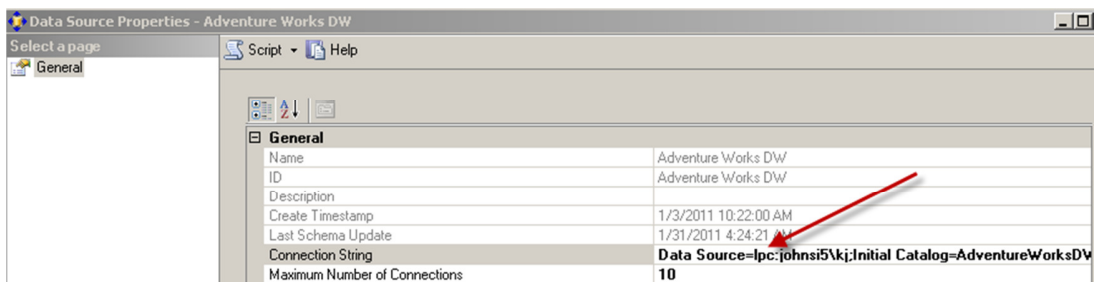 Data Source Properties - Adventure Works DW
Select a page
Script Help
General
General
Name Adventure Works DW
ID Adventure Works DW
Description
Create Timestamp 1/3/2011 10:22:00 AM
Last Schema Update 1/31/2011 4:24:21 AM
Connection String Data Source=lpc:johnsi5\kj;Initial Catalog=AdventureWorksDW
Maximum Number of Connections 10